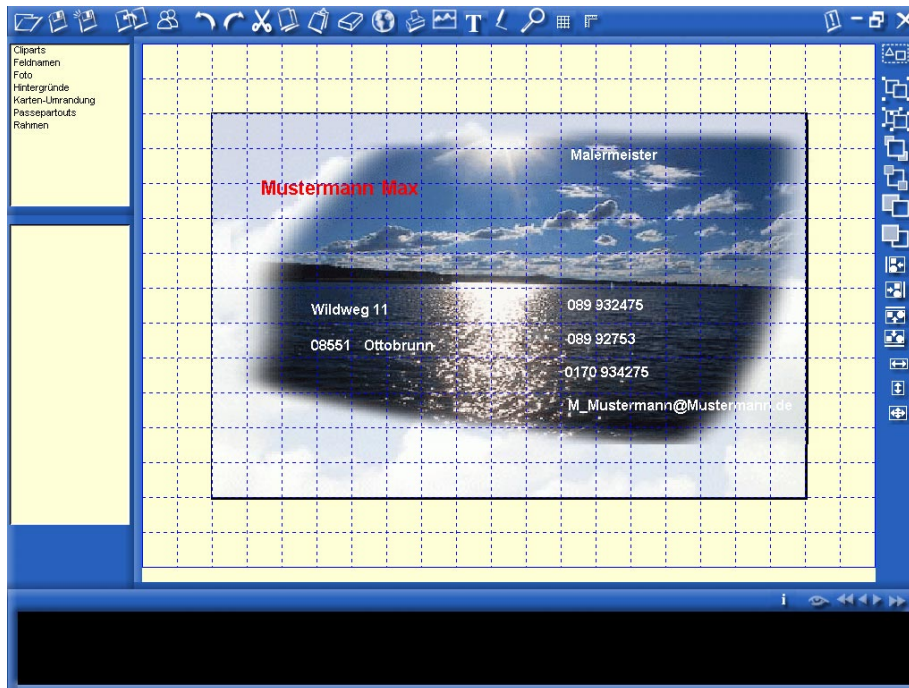 T
Cliparts
Feldnamen
Foto
Hintergründe
Karten-Umrandung
Passepartouts
Rahmen
Malermeister
Mustermann Max
Wildweg 11
089 932475
08551 Ottobrunn
089 92753
0170 934275
M_Mustermann@Mustermann.de
i